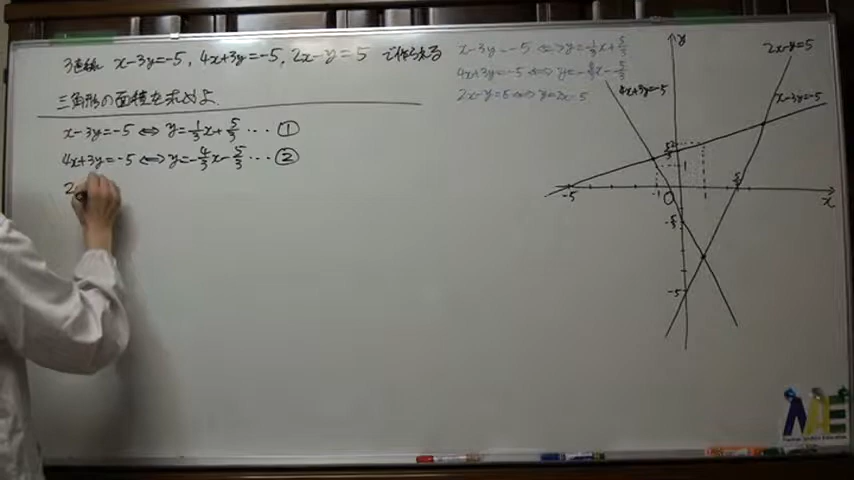 3直線 x-3y=-5, 4x+3y=-5, 2x-y=5 で作られる
三角形の面積を求めよ.
x-3y=-5 ⇔ y=1/3x+5/3 … ①
4x+3y=-5 ⇔ y=-4/3x-5/3 … ②
2
x-3y=-5 ⇔ y=1/3x+5/3
4x+3y=-5 ⇔ y=-4/3x-5/3
2x-y=5 ⇔ y=2x-5
y
2x-y=5
4x+3y=-5
x-3y=-5
2
5/3
1
-5
-1
O
1
5/2
x
-5/3
-5